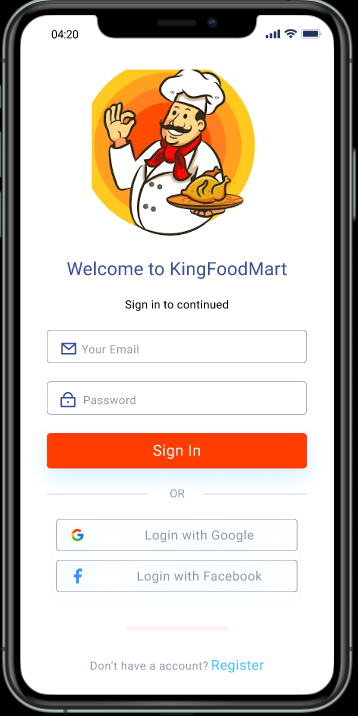 04:20
Welcome to KingFoodMart
Sign in to continued
Your Email
Password
Sign In
OR
Login with Google
Login with Facebook
Don't have a account? Register